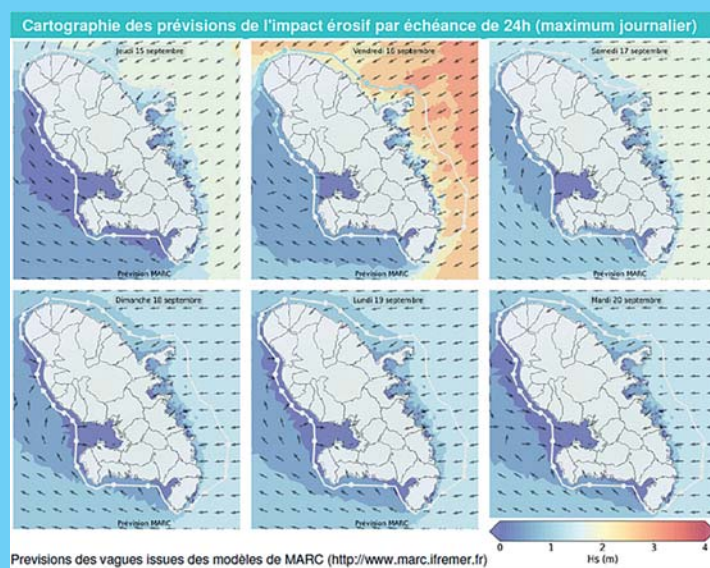 Cartographie des prévisions de l'impact érosif par échéance de 24h (maximum journalier)
Jeudi 15 septembre
Vendredi 16 septembre
Samedi 17 septembre
Prévision MARC
Prévision MARC
Prévision MARC
Dimanche 18 septembre
Lundi 19 septembre
Mardi 20 septembre
Prévision MARC
Prévision MARC
Prévision MARC
0 1 2 3 4
Hs (m)
Previsions des vagues issues des modèles de MARC (http://www.marc.ifremer.fr)